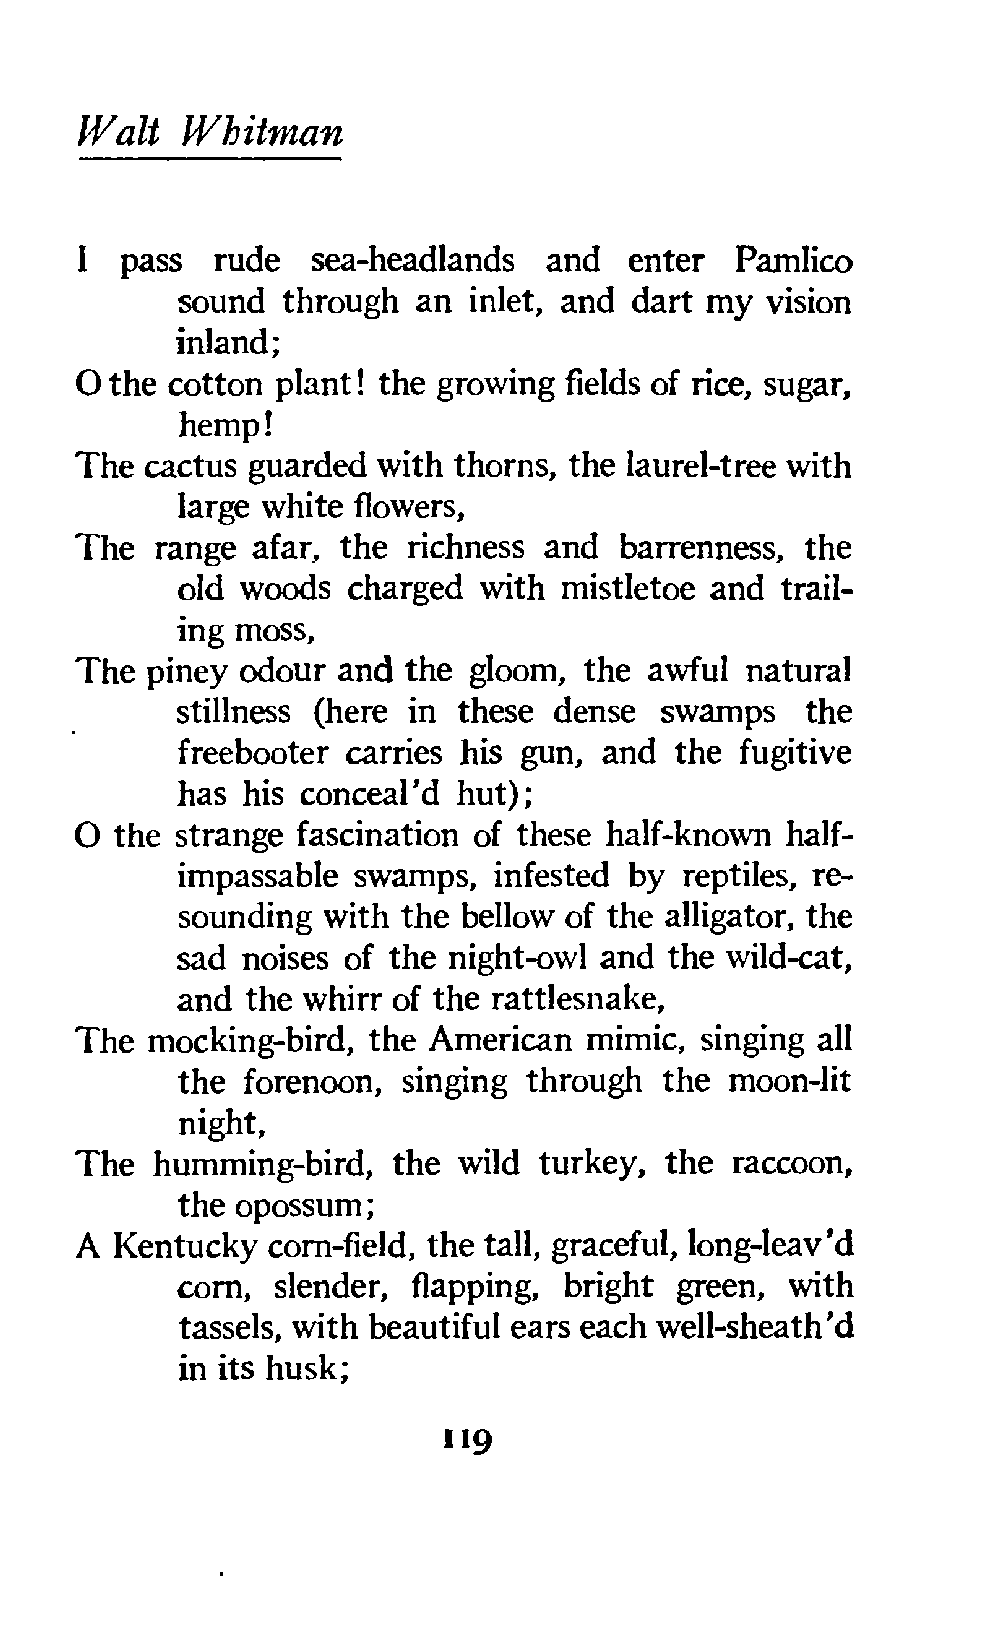 Walt Whitman
I pass rude sea-headlands and enter Pamlico
sound through an inlet, and dart my vision
inland;
O the cotton plant! the growing fields of rice, sugar,
hemp!
The cactus guarded with thorns, the laurel-tree with
large white flowers,
The range afar, the richness and barrenness, the
old woods charged with mistletoe and trail-
ing moss,
The piney odour and the gloom, the awful natural
stillness (here in these dense swamps the
freebooter carries his gun, and the fugitive
has his conceal'd hut);
O the strange fascination of these half-known half-
impassable swamps, infested by reptiles, re-
sounding with the bellow of the alligator, the
sad noises of the night-owl and the wild-cat,
and the whirr of the rattlesnake,
The mocking-bird, the American mimic, singing all
the forenoon, singing through the moon-lit
night,
The humming-bird, the wild turkey, the raccoon,
the opossum;
A Kentucky corn-field, the tall, graceful, long-leav'd
corn, slender, flapping, bright green, with
tassels, with beautiful ears each well-sheath'd
in its husk;
119